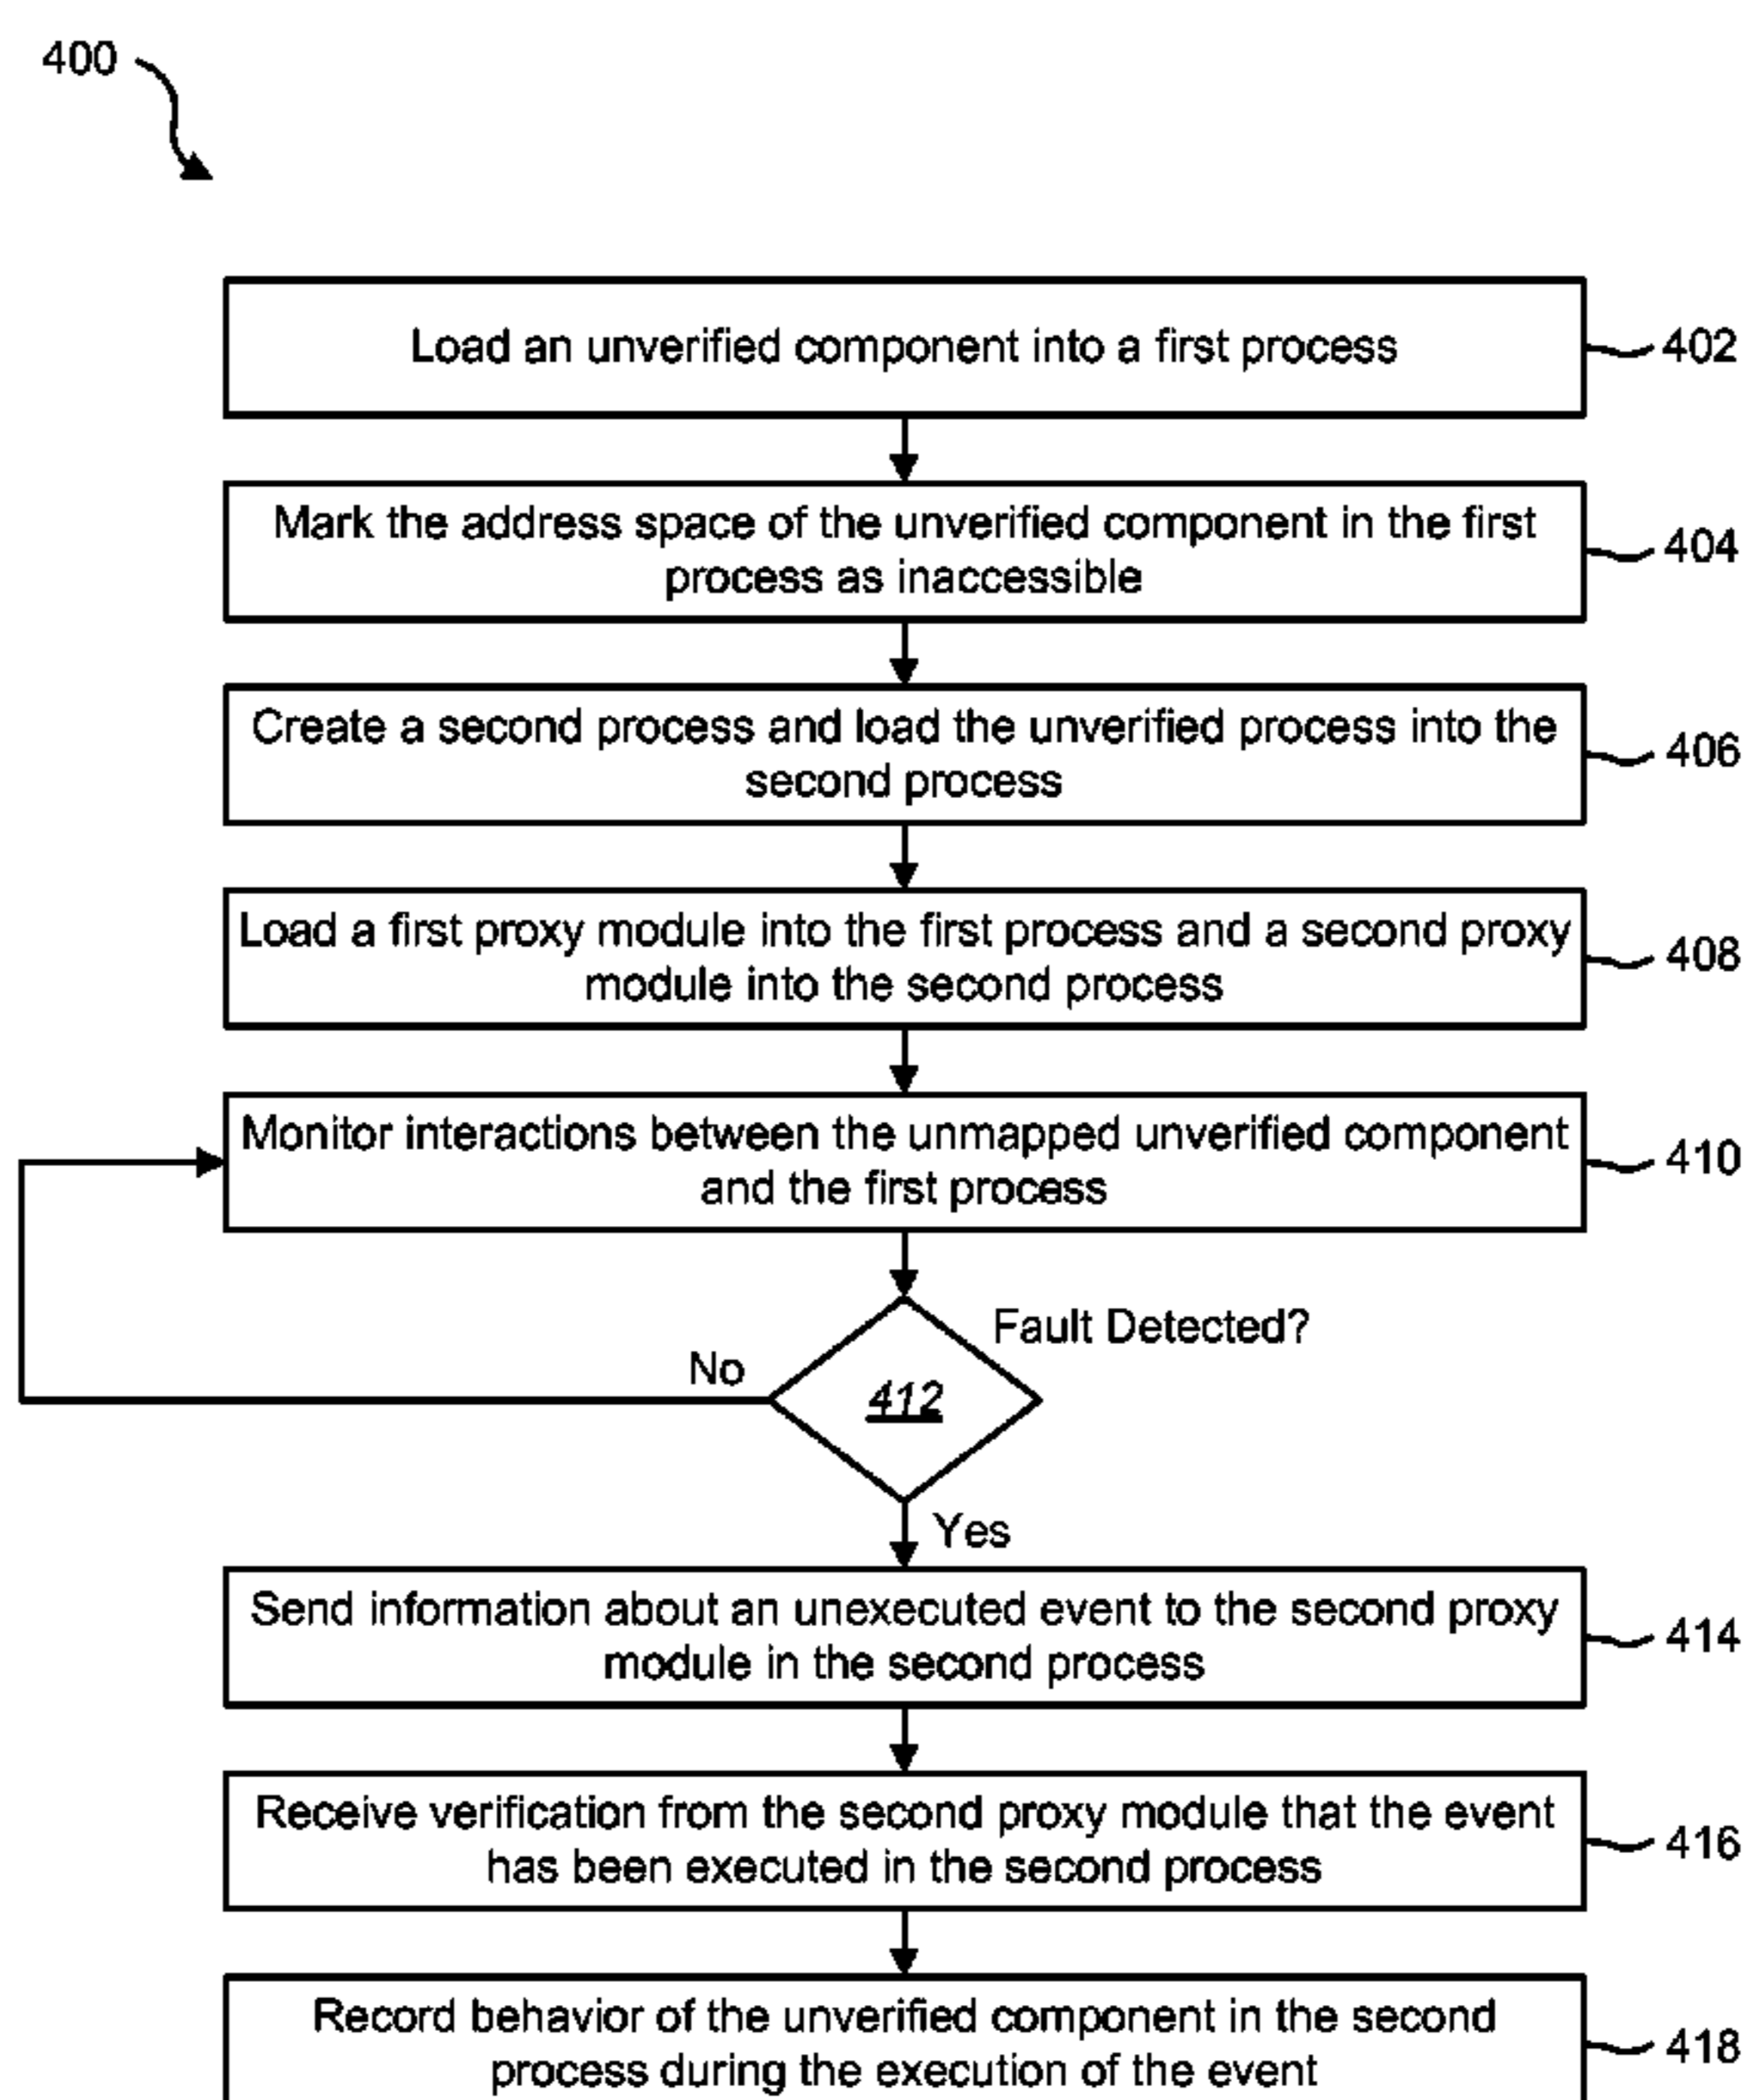 400
Load an unverified component into a first process
402
Mark the address space of the unverified component in the first
process as inaccessible
404
Create a second process and load the unverified process into the
second process
406
Load a first proxy module into the first process and a second proxy
module into the second process
408
Monitor interactions between the unmapped unverified component
and the first process
410
Fault Detected?
No
412
Yes
Send information about an unexecuted event to the second proxy
module in the second process
414
Receive verification from the second proxy module that the event
has been executed in the second process
416
Record behavior of the unverified component in the second
process during the execution of the event
418